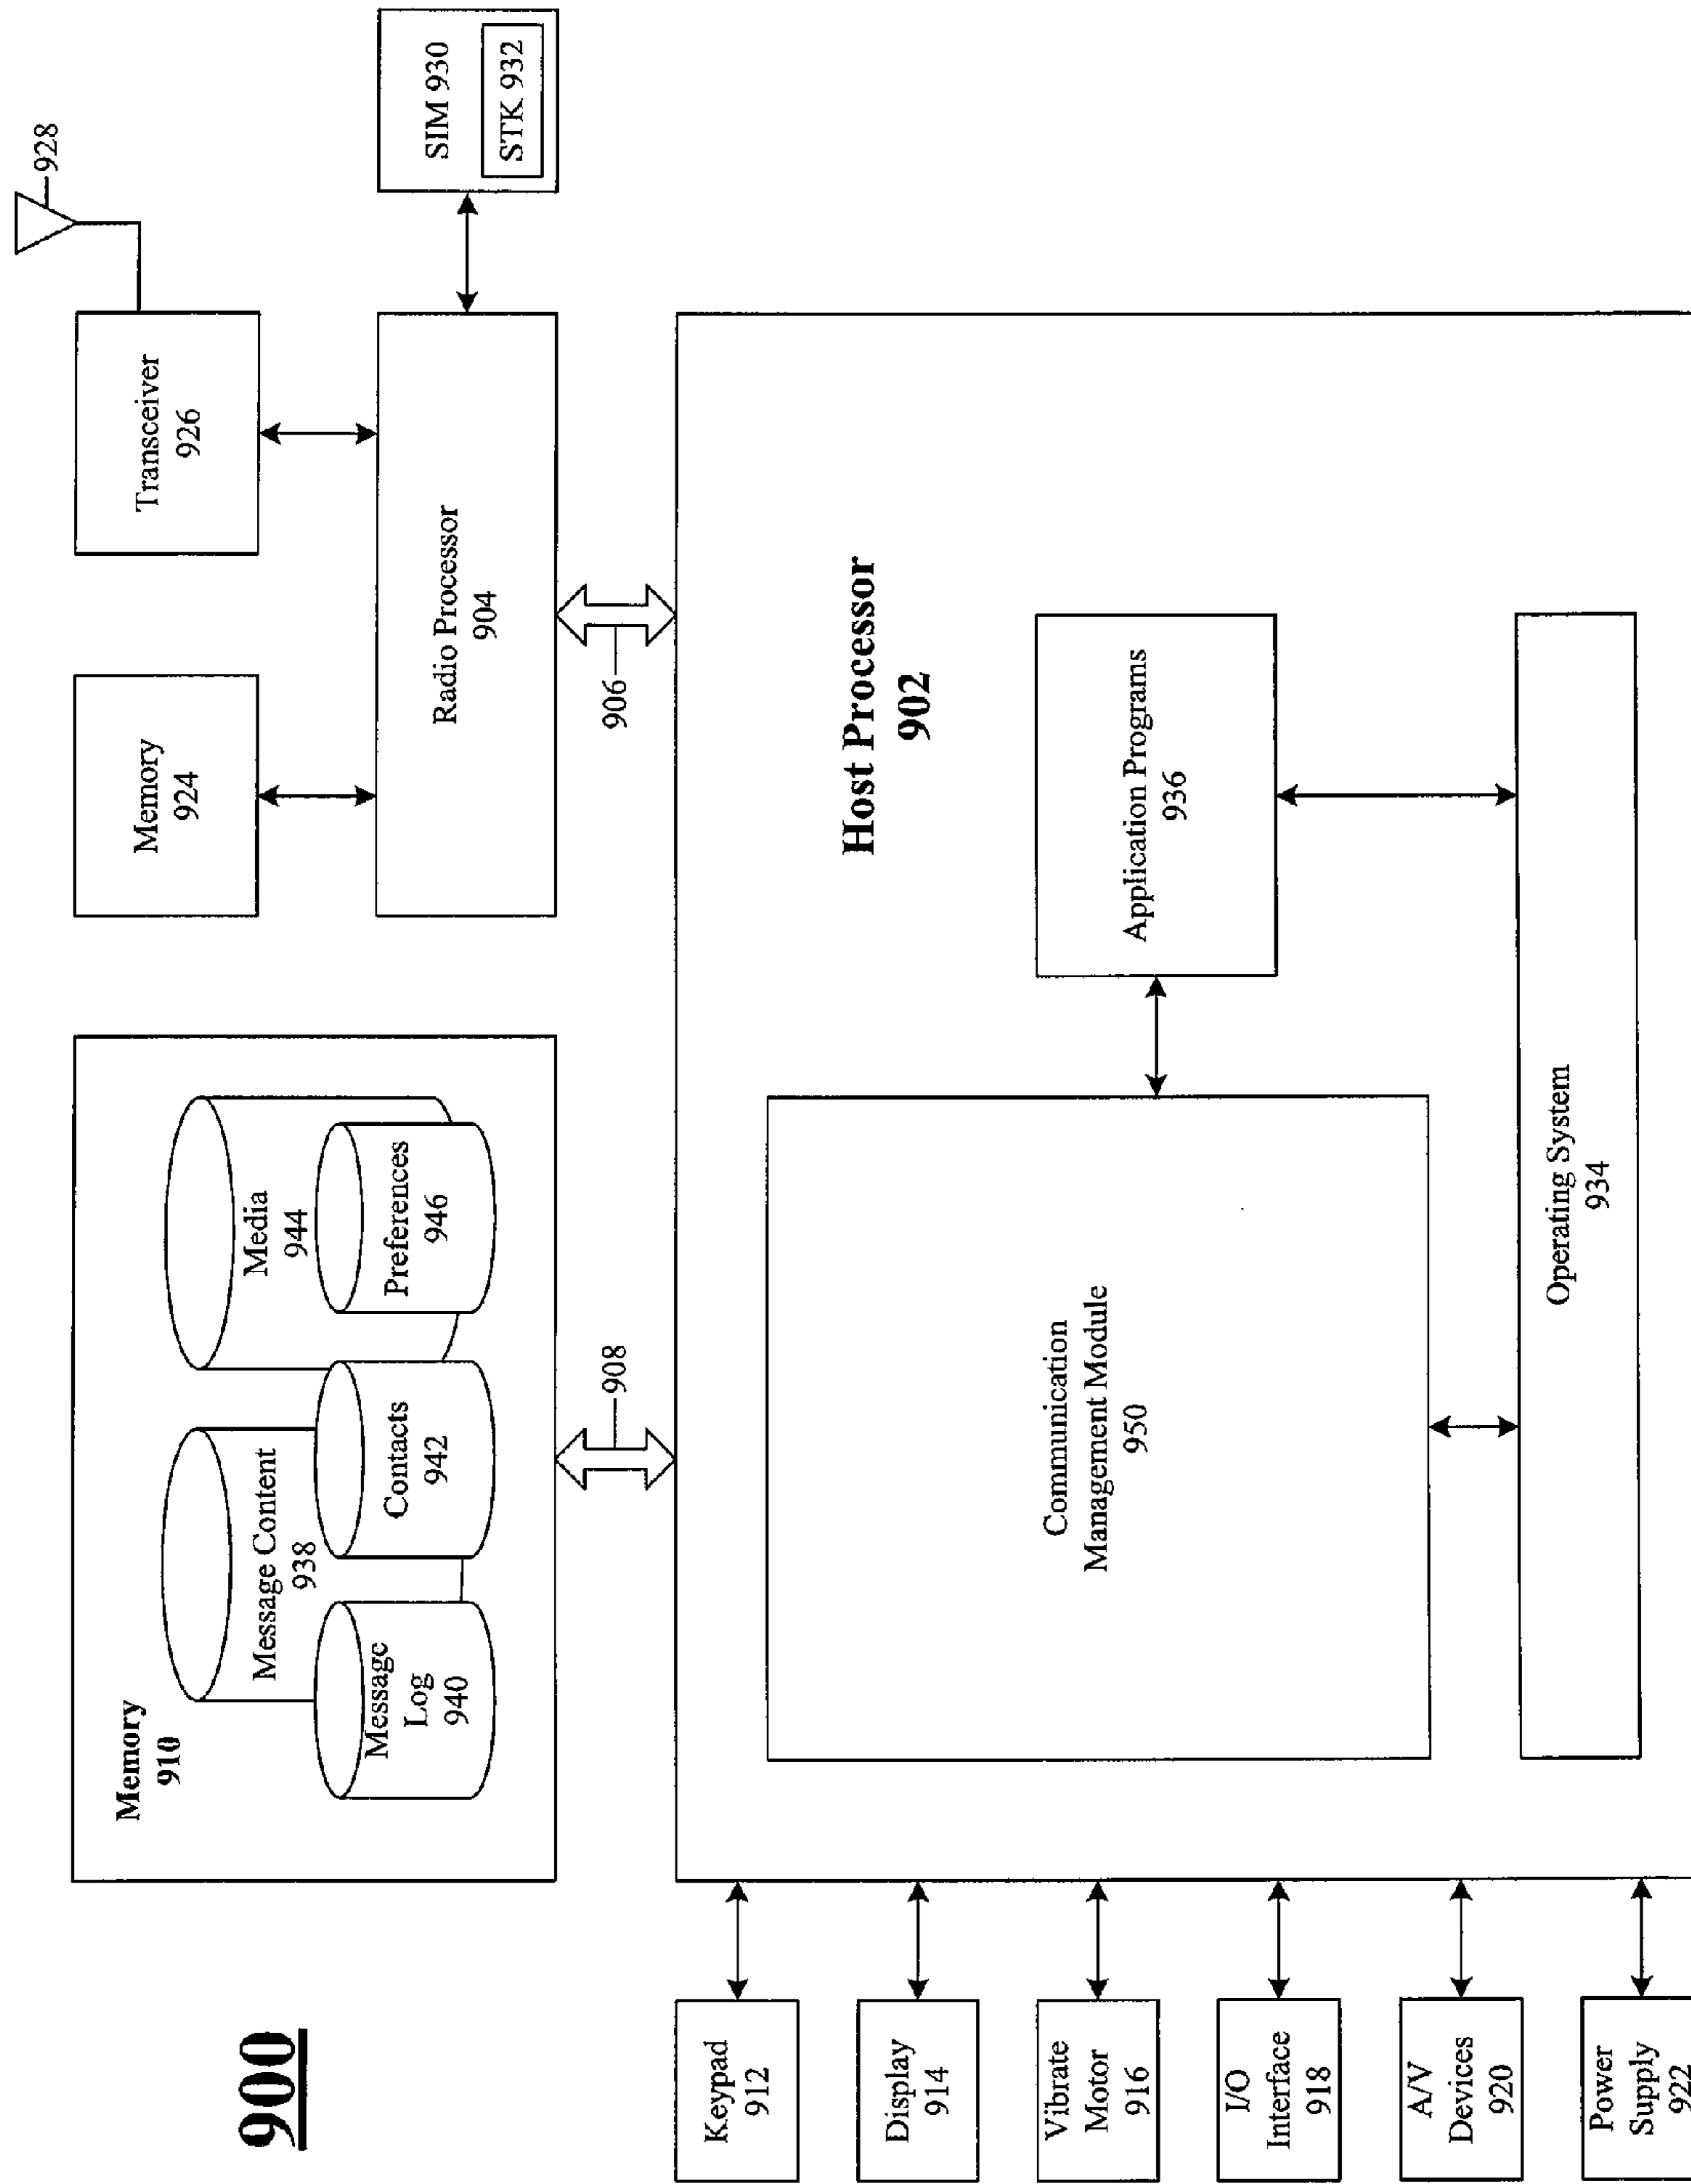 900
Memory
910
Message Content
938
Media
944
Message
Log
940
Contacts
942
Preferences
946
Memory
924
Transceiver
926
928
Radio Processor
904
SIM 930
STK 932
908
906
Keypad
912
Display
914
Vibrate
Motor
916
I/O
Interface
918
A/V
Devices
920
Power
Supply
922
Host Processor
902
Communication
Management Module
950
Application Programs
936
Operating System
934